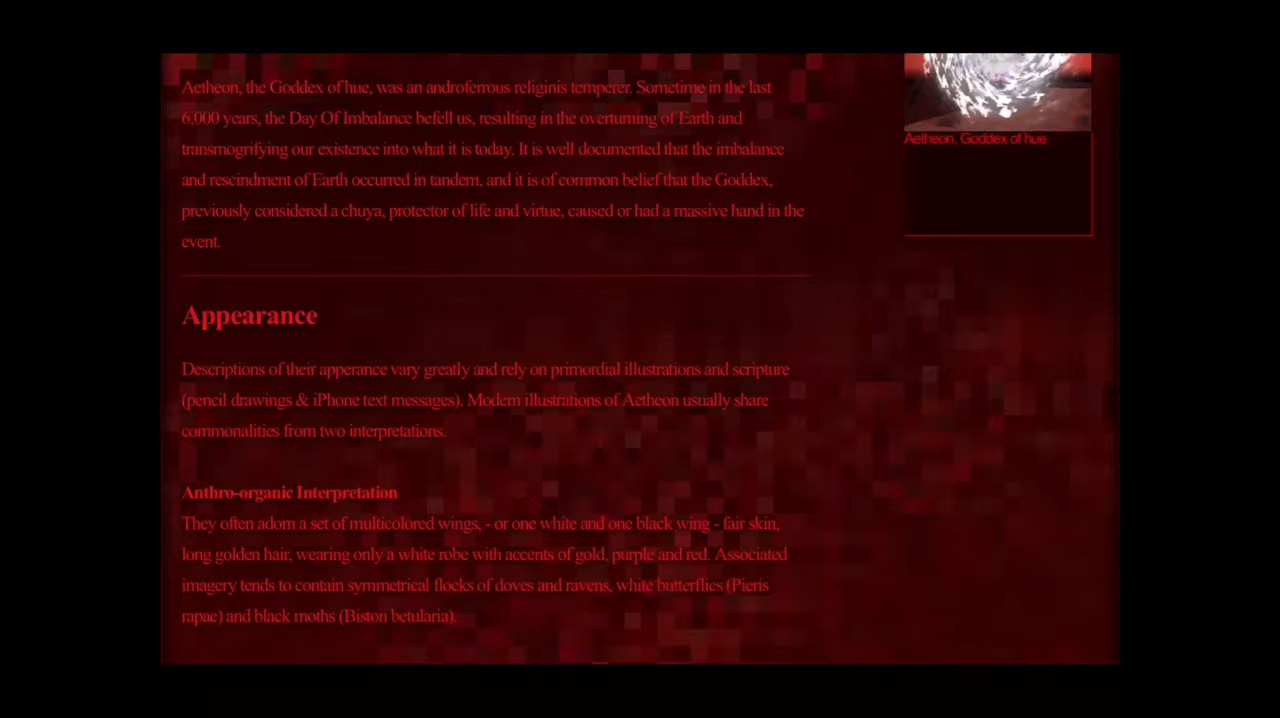 Aetheon, the Goddex of hue, was an androferrous religinis temperer. Sometime in the last
6,000 years, the Day Of Imbalance befell us, resulting in the overturning of Earth and
transmogrifying our existence into what it is today. It is well documented that the imbalance
and rescindment of Earth occurred in tandem, and it is of common belief that the Goddex,
previously considered a chuya, protector of life and virtue, caused or had a massive hand in the
event.
Aetheon, Goddex of hue
Appearance
Descriptions of their apperance vary greatly and rely on primordial illustrations and scripture
(pencil drawings & iPhone text messages). Modern illustrations of Aetheon usually share
commonalities from two interpretations.
Anthro-organic Interpretation
They often adorn a set of multicolored wings, - or one white and one black wing - fair skin,
long golden hair, wearing only a white robe with accents of gold, purple and red. Associated
imagery tends to contain symmetrical flocks of doves and ravens, white butterflies (Pieris
rapae) and black moths (Biston betularia).